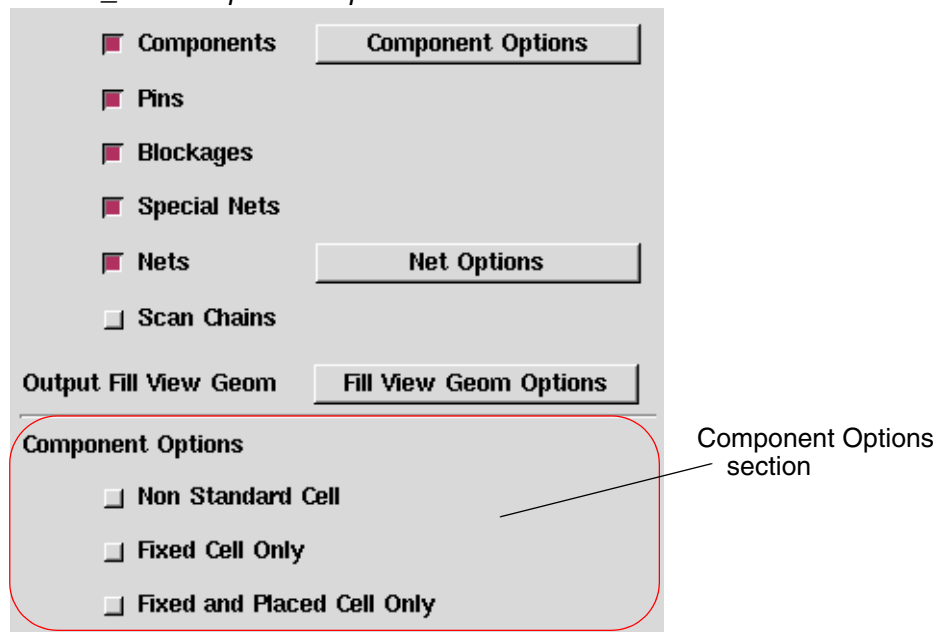 Components Component Options
Pins
Blockages
Special Nets
Nets Net Options
Scan Chains
Output Fill View Geom Fill View Geom Options
Component Options
Component Options
section
Non Standard Cell
Fixed Cell Only
Fixed and Placed Cell Only